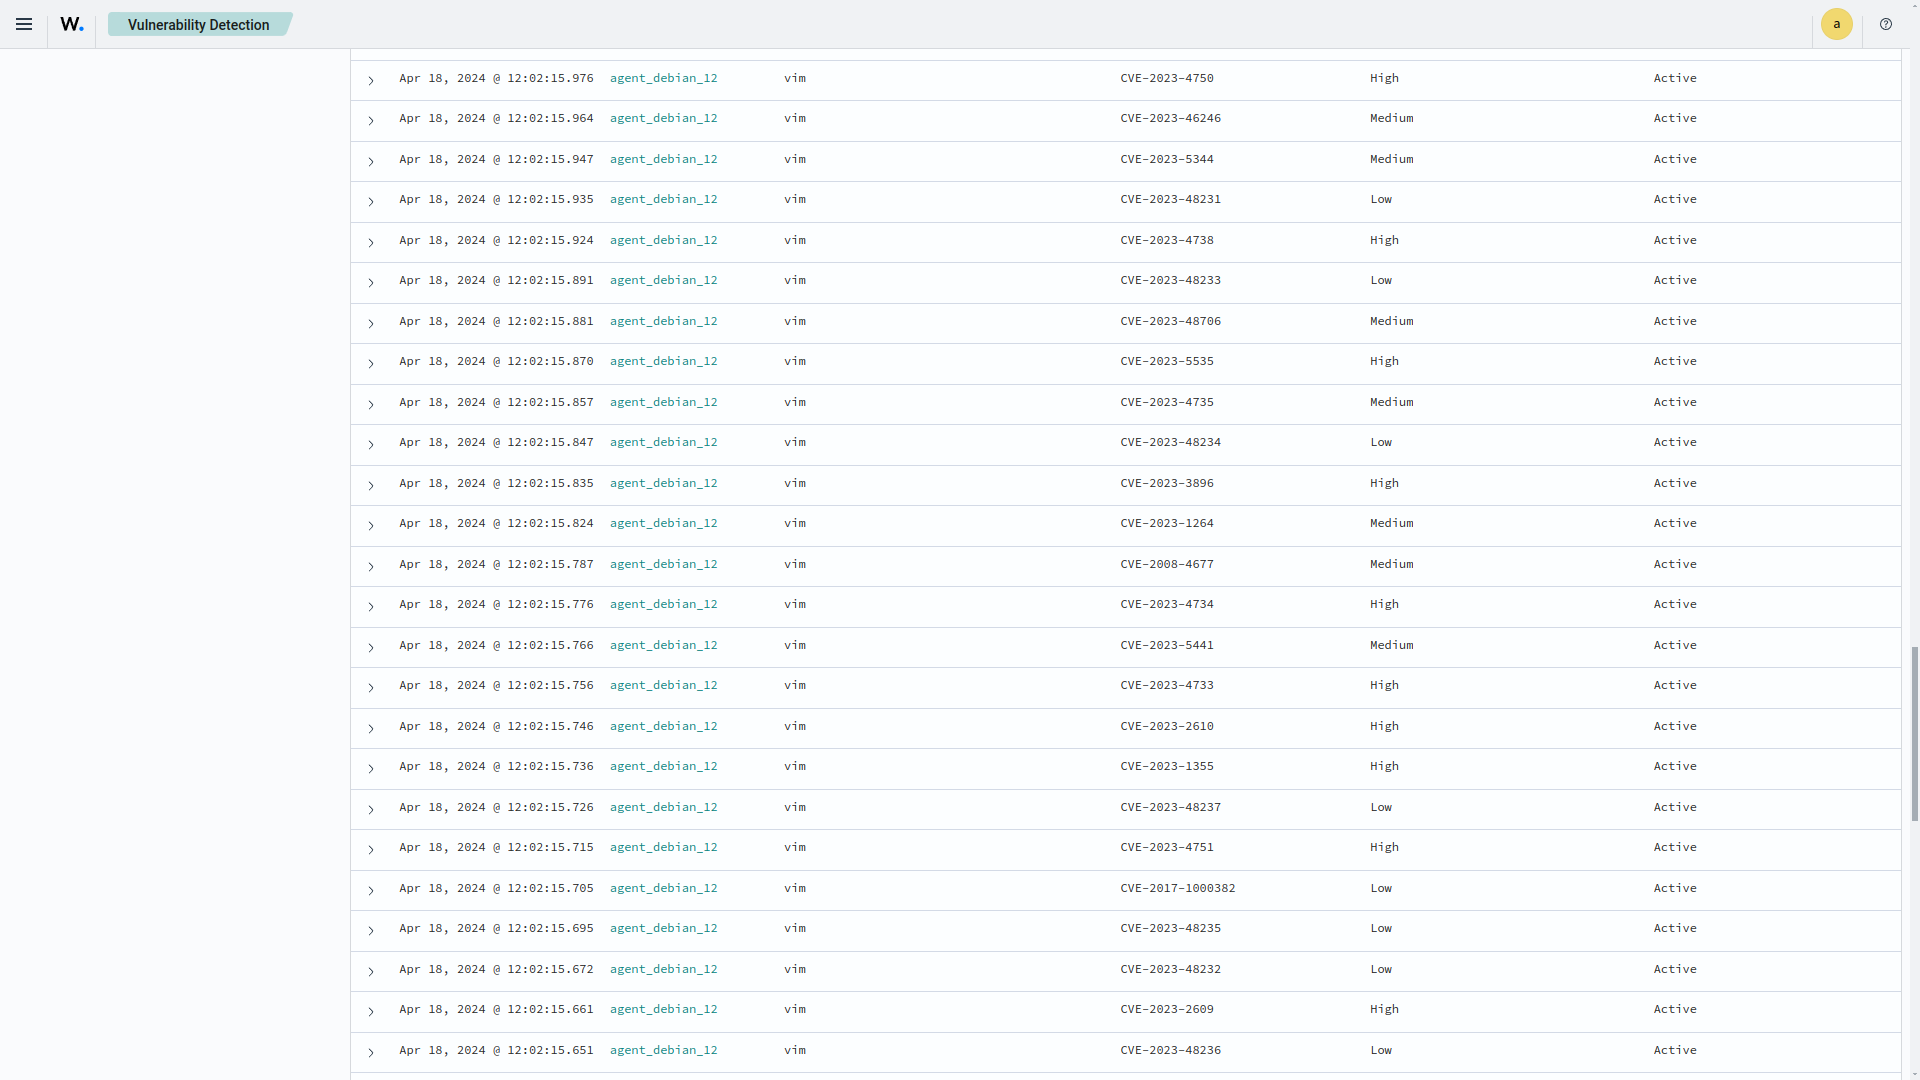 W.
Vulnerability Detection
a
Apr 18, 2024 @ 12:02:15.976 agent_debian_12 vim CVE-2023-4750 High Active
Apr 18, 2024 @ 12:02:15.964 agent_debian_12 vim CVE-2023-46246 Medium Active
Apr 18, 2024 @ 12:02:15.947 agent_debian_12 vim CVE-2023-5344 Medium Active
Apr 18, 2024 @ 12:02:15.935 agent_debian_12 vim CVE-2023-48231 Low Active
Apr 18, 2024 @ 12:02:15.924 agent_debian_12 vim CVE-2023-4738 High Active
Apr 18, 2024 @ 12:02:15.891 agent_debian_12 vim CVE-2023-48233 Low Active
Apr 18, 2024 @ 12:02:15.881 agent_debian_12 vim CVE-2023-48706 Medium Active
Apr 18, 2024 @ 12:02:15.870 agent_debian_12 vim CVE-2023-5535 High Active
Apr 18, 2024 @ 12:02:15.857 agent_debian_12 vim CVE-2023-4735 Medium Active
Apr 18, 2024 @ 12:02:15.847 agent_debian_12 vim CVE-2023-48234 Low Active
Apr 18, 2024 @ 12:02:15.835 agent_debian_12 vim CVE-2023-3896 High Active
Apr 18, 2024 @ 12:02:15.824 agent_debian_12 vim CVE-2023-1264 Medium Active
Apr 18, 2024 @ 12:02:15.787 agent_debian_12 vim CVE-2008-4677 Medium Active
Apr 18, 2024 @ 12:02:15.776 agent_debian_12 vim CVE-2023-4734 High Active
Apr 18, 2024 @ 12:02:15.766 agent_debian_12 vim CVE-2023-5441 Medium Active
Apr 18, 2024 @ 12:02:15.756 agent_debian_12 vim CVE-2023-4733 High Active
Apr 18, 2024 @ 12:02:15.746 agent_debian_12 vim CVE-2023-2610 High Active
Apr 18, 2024 @ 12:02:15.736 agent_debian_12 vim CVE-2023-1355 High Active
Apr 18, 2024 @ 12:02:15.726 agent_debian_12 vim CVE-2023-48237 Low Active
Apr 18, 2024 @ 12:02:15.715 agent_debian_12 vim CVE-2023-4751 High Active
Apr 18, 2024 @ 12:02:15.705 agent_debian_12 vim CVE-2017-1000382 Low Active
Apr 18, 2024 @ 12:02:15.695 agent_debian_12 vim CVE-2023-48235 Low Active
Apr 18, 2024 @ 12:02:15.672 agent_debian_12 vim CVE-2023-48232 Low Active
Apr 18, 2024 @ 12:02:15.661 agent_debian_12 vim CVE-2023-2609 High Active
Apr 18, 2024 @ 12:02:15.651 agent_debian_12 vim CVE-2023-48236 Low Active